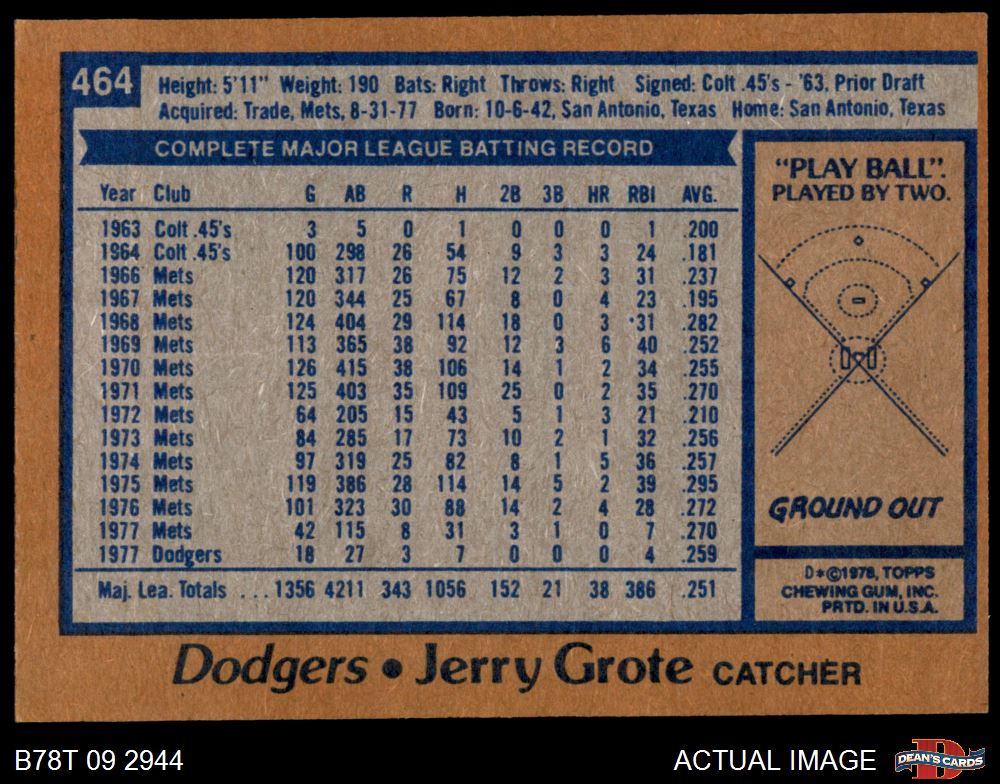 464
Height: 5'11" Weight: 190 Bats: Right Throws: Right Signed: Colt .45's - '63, Prior Draft
Acquired: Trade, Mets, 8-31-77 Born: 10-6-42, San Antonio, Texas Home: San Antonio, Texas
COMPLETE MAJOR LEAGUE BATTING RECORD
Year Club G AB R H 2B 3B HR RBI AVG.
1963 Colt .45's 3 5 0 1 0 0 0 1 .200
1964 Colt .45's 100 298 26 54 9 3 3 24 .181
1966 Mets 120 317 26 75 12 2 3 31 .237
1967 Mets 120 344 25 67 8 0 4 23 .195
1968 Mets 124 404 29 114 18 0 3 31 .282
1969 Mets 113 365 38 92 12 3 6 40 .252
1970 Mets 126 415 38 106 14 1 2 34 .255
1971 Mets 125 403 35 109 25 0 2 35 .270
1972 Mets 64 205 15 43 5 1 3 21 .210
1973 Mets 84 285 17 73 10 2 1 32 .256
1974 Mets 97 319 25 82 8 1 5 36 .257
1975 Mets 119 386 28 114 14 5 2 39 .295
1976 Mets 101 323 30 88 14 2 4 28 .272
1977 Mets 42 115 8 31 3 1 0 7 .270
1977 Dodgers 18 27 3 7 0 0 0 4 .259
Maj. Lea. Totals ... 1356 4211 343 1056 152 21 38 386 .251
"PLAY BALL".
PLAYED BY TWO.
GROUND OUT
D*©1978, TOPPS
CHEWING GUM, INC.
PRTD. IN U.S.A.
Dodgers • Jerry Grote CATCHER
B78T 09 2944
ACTUAL IMAGE
DEAN'S CARDS